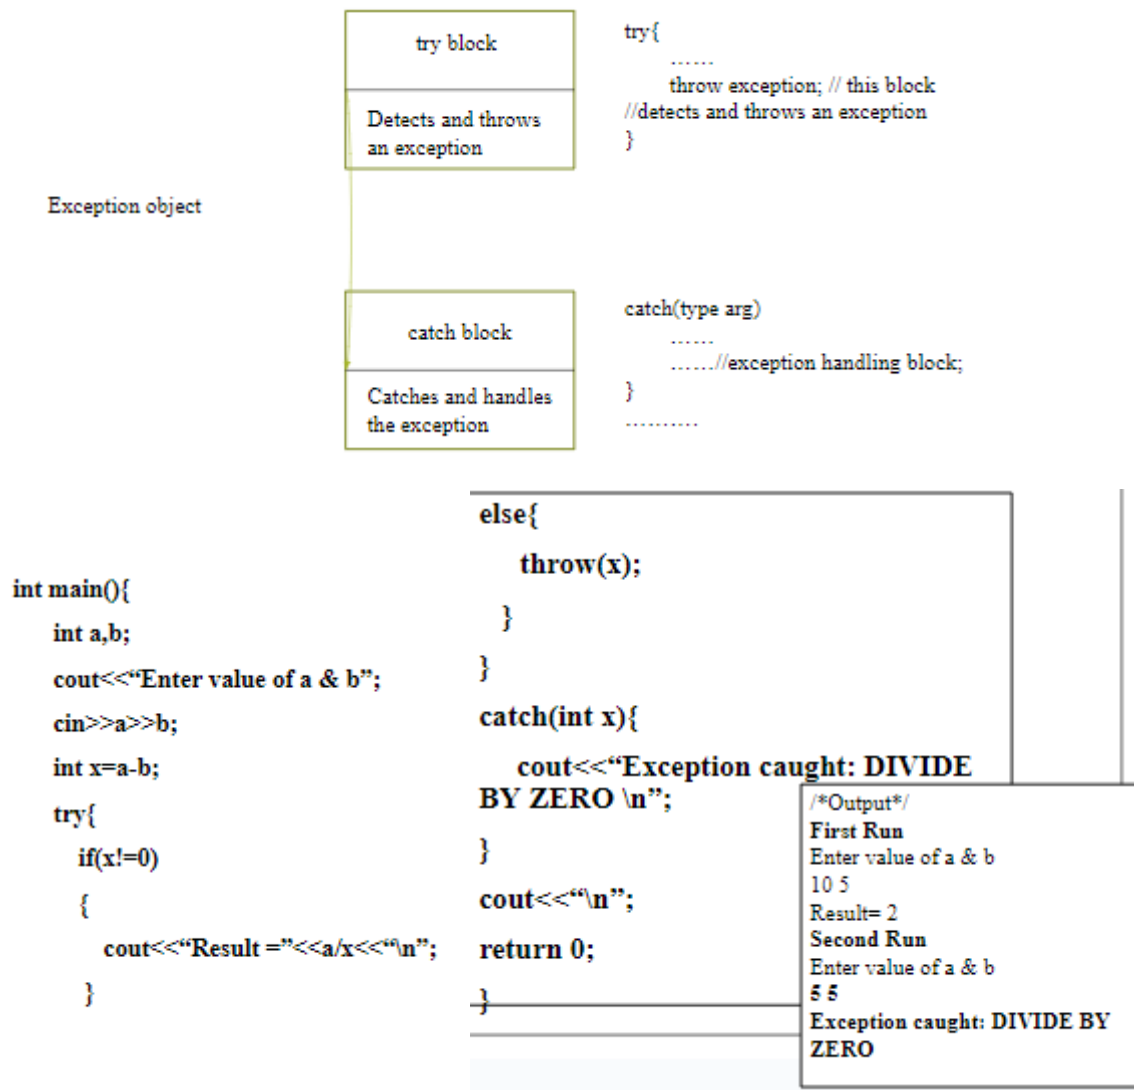 try block
Detects and throws
an exception
try{
……
throw exception; // this block
//detects and throws an exception
}
Exception object
catch block
Catches and handles
the exception
catch(type arg)
……
……//exception handling block;
}
……….
int main(){
int a,b;
cout<<“Enter value of a & b”;
cin>>a>>b;
int x=a-b;
try{
if(x!=0)
{
cout<<“Result =”<<a/x<<“\n”;
}
else{
throw(x);
}
}
catch(int x){
cout<<“Exception caught: DIVIDE
BY ZERO \n”;
}
cout<<“\n”;
return 0;
}
/*Output*/
First Run
Enter value of a & b
10 5
Result= 2
Second Run
Enter value of a & b
5 5
Exception caught: DIVIDE BY
ZERO